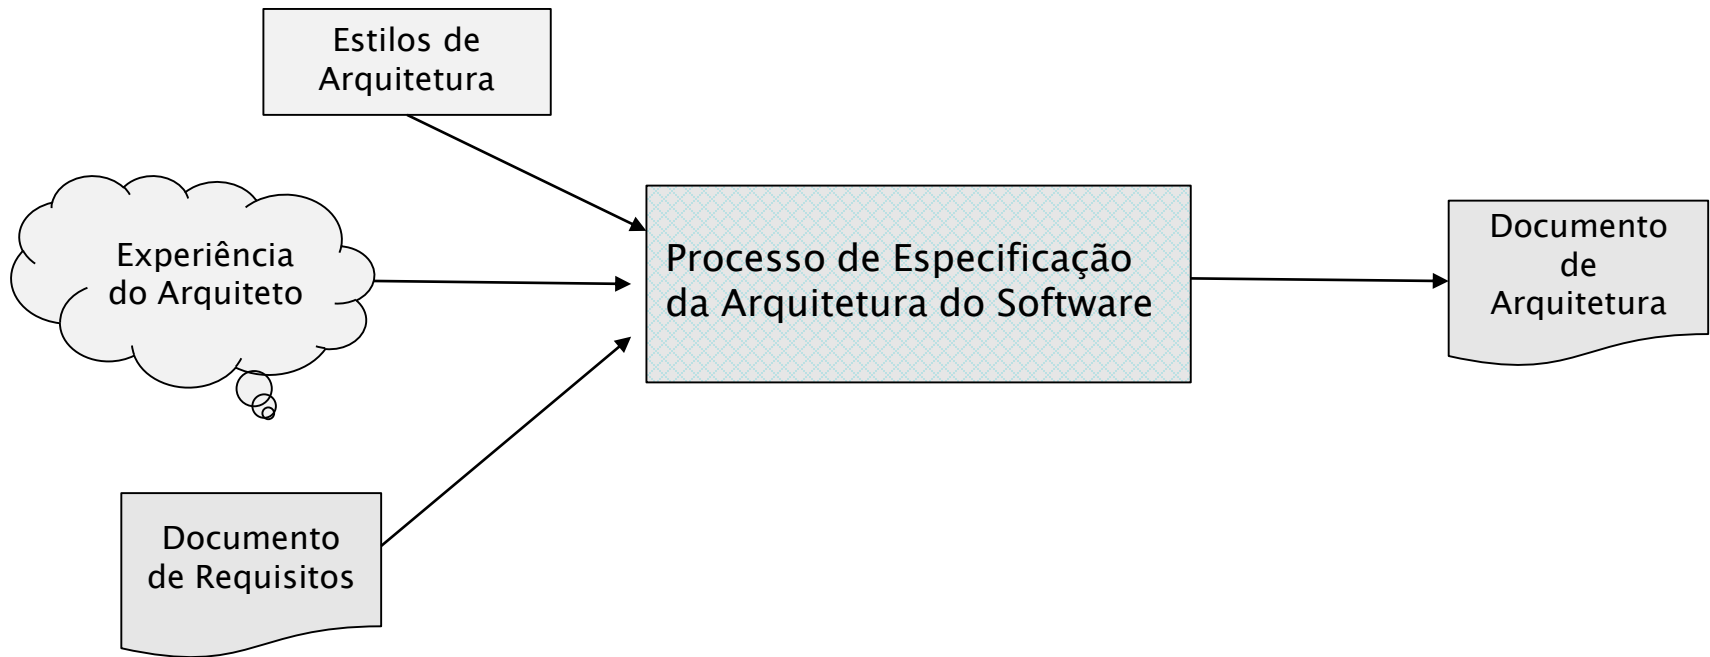 Estilos de
Arquitetura
Experiência
do Arquiteto
Processo de Especificação
da Arquitetura do Software
Documento
de
Arquitetura
Documento
de Requisitos